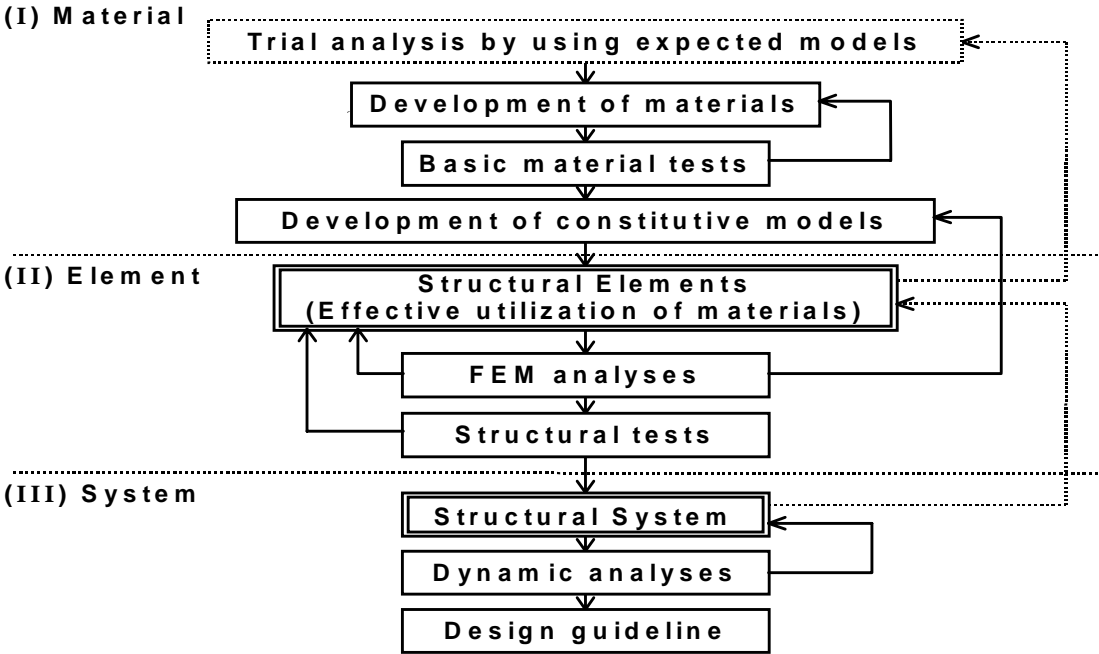 (I) Material
Trial analysis by using expected models
Development of materials
Basic material tests
Development of constitutive models
(II) Element
Structural Elements
(Effective utilization of materials)
FEM analyses
Structural tests
(III) System
Structural System
Dynamic analyses
Design guideline